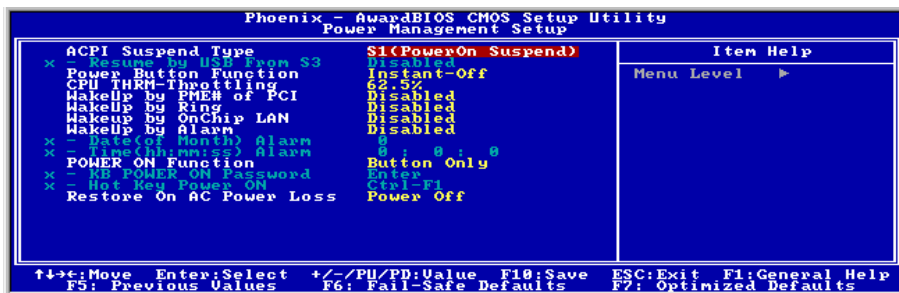 Phoenix - AwardBIOS CMOS Setup Utility
Power Management Setup
ACPI Suspend Type S1(PowerOn Suspend)
x - Resume by USB From S3 Disabled
Power Button Function Instant-Off
CPU THRM-Throttling 62.5%
WakeUp by PME# of PCI Disabled
WakeUp by Ring Disabled
WakeUp by OnChip LAN Disabled
WakeUp by Alarm Disabled
x - Date(of Month) Alarm 0
x - Time(hh:mm:ss) Alarm 0 : 0 : 0
POWER ON Function Button Only
x - KB POWER ON Password Enter
x - Hot Key Power ON Ctrl-F1
Restore On AC Power Loss Power Off
Item Help
Menu Level ►
↑↓→←:Move Enter:Select +/-/PU/PD:Value F10:Save ESC:Exit F1:General Help
F5: Previous Values F6: Fail-Safe Defaults F7: Optimized Defaults